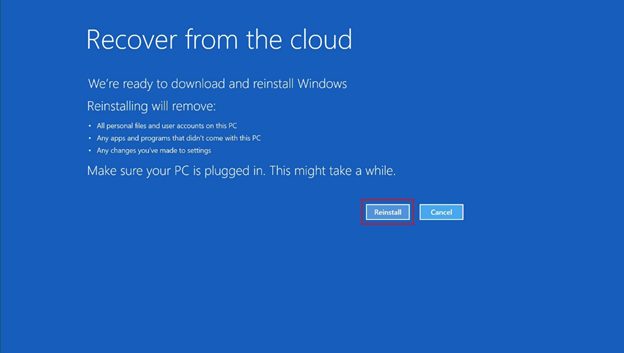 Recover from the cloud
We're ready to download and reinstall Windows
Reinstalling will remove:
• All personal files and user accounts on this PC
• Any apps and programs that didn't come with this PC
• Any changes you've made to settings
Make sure your PC is plugged in. This might take a while.
Reinstall Cancel